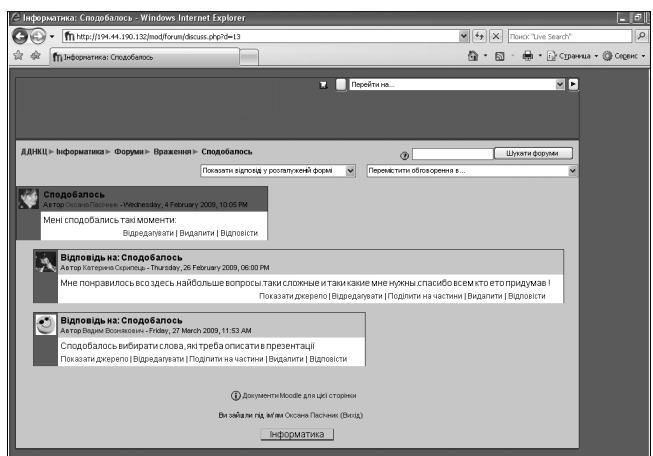 Інформатика: Сподобалось - Windows Internet Explorer
http://194.44.190.132/mod/forum/discuss.php?d=13
Поиск "Live Search"
Інформатика: Сподобалось
Страница
Сервис
Перейти на...
ДДНКЦ ► Інформатика ► Форуми ► Враження ► Сподобалось
Шукати форуми
Показати відповіді у розгалуженій формі
Перемістити обговорення в...
Сподобалось
Автор Оксана Пасічник - Wednesday, 4 February 2009, 10:05 PM
Мені сподобались такі моменти:
Відредагувати | Видалити | Відповісти
Відповідь на: Сподобалось
Автор Катерина Скрипець - Thursday, 26 February 2009, 06:00 PM
Мне понравилось всо здесь.найбольше вопросы.таки сложные и таки какие мне нужны.спасибо всем кто ето придумав !
Показати джерело | Відредагувати | Поділити на частини | Видалити | Відповісти
Відповідь на: Сподобалось
Автор Вадим Вознякович - Friday, 27 March 2009, 11:53 AM
Сподобалось вибирати слова, які треба описати в презентації
Показати джерело | Відредагувати | Поділити на частини | Видалити | Відповісти
Документи Moodle для цієї сторінки
Ви зайшли під ім'ям Оксана Пасічник (Вихід)
Інформатика